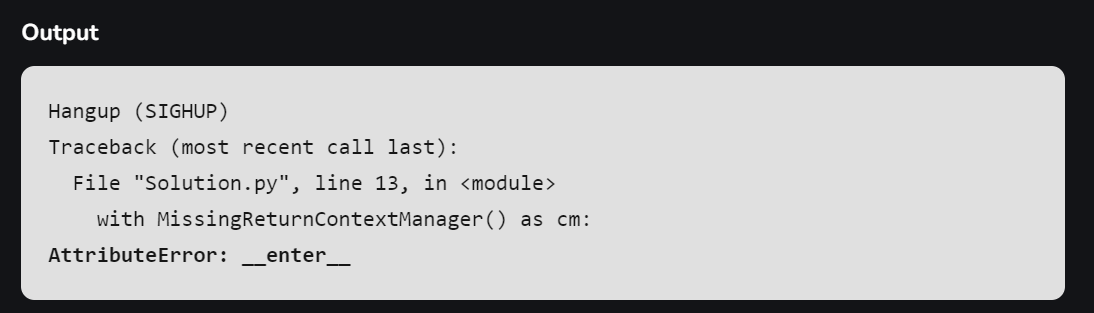 Output
Hangup (SIGHUP)
Traceback (most recent call last):
  File "Solution.py", line 13, in <module>
    with MissingReturnContextManager() as cm:
AttributeError: __enter__